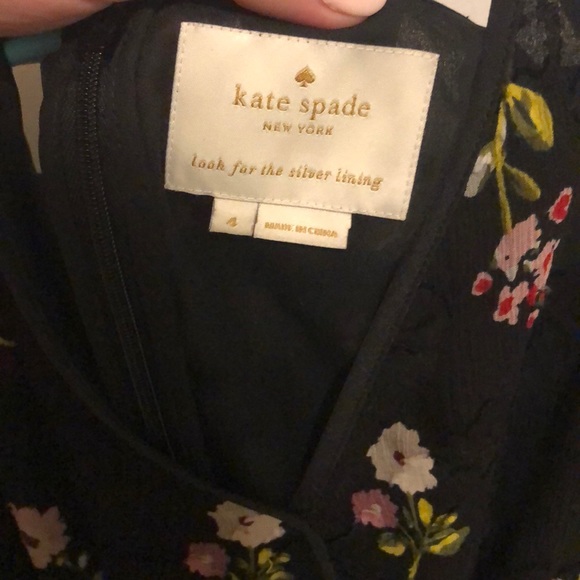 kate spade
NEW YORK
look for the silver lining
4
MADE IN CHINA